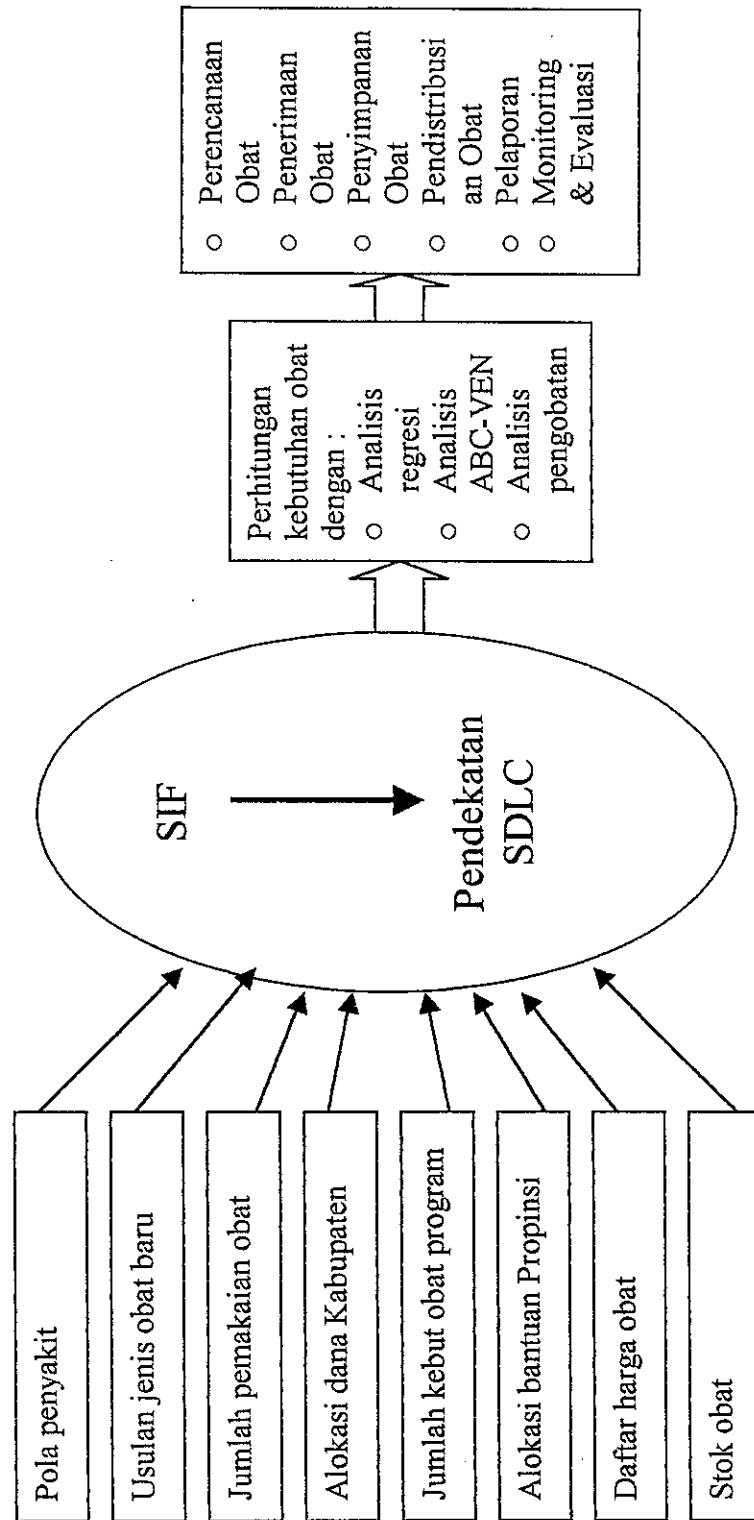 Pola penyakit
Usulan jenis obat baru
Jumlah pemakaian obat
Alokasi dana Kabupaten
Jumlah kebut obat program
Alokasi bantuan Propinsi
Daftar harga obat
Stok obat
SIF
Pendekatan
SDLC
Perhitungan
kebutuhan obat
dengan :
○ Analisis
regresi
○ Analisis
ABC-VEN
○ Analisis
pengobatan
○ Perencanaan
Obat
○ Penerimaan
Obat
○ Penyimpanan
Obat
○ Pendistribusi
an Obat
○ Pelaporan
○ Monitoring
& Evaluasi